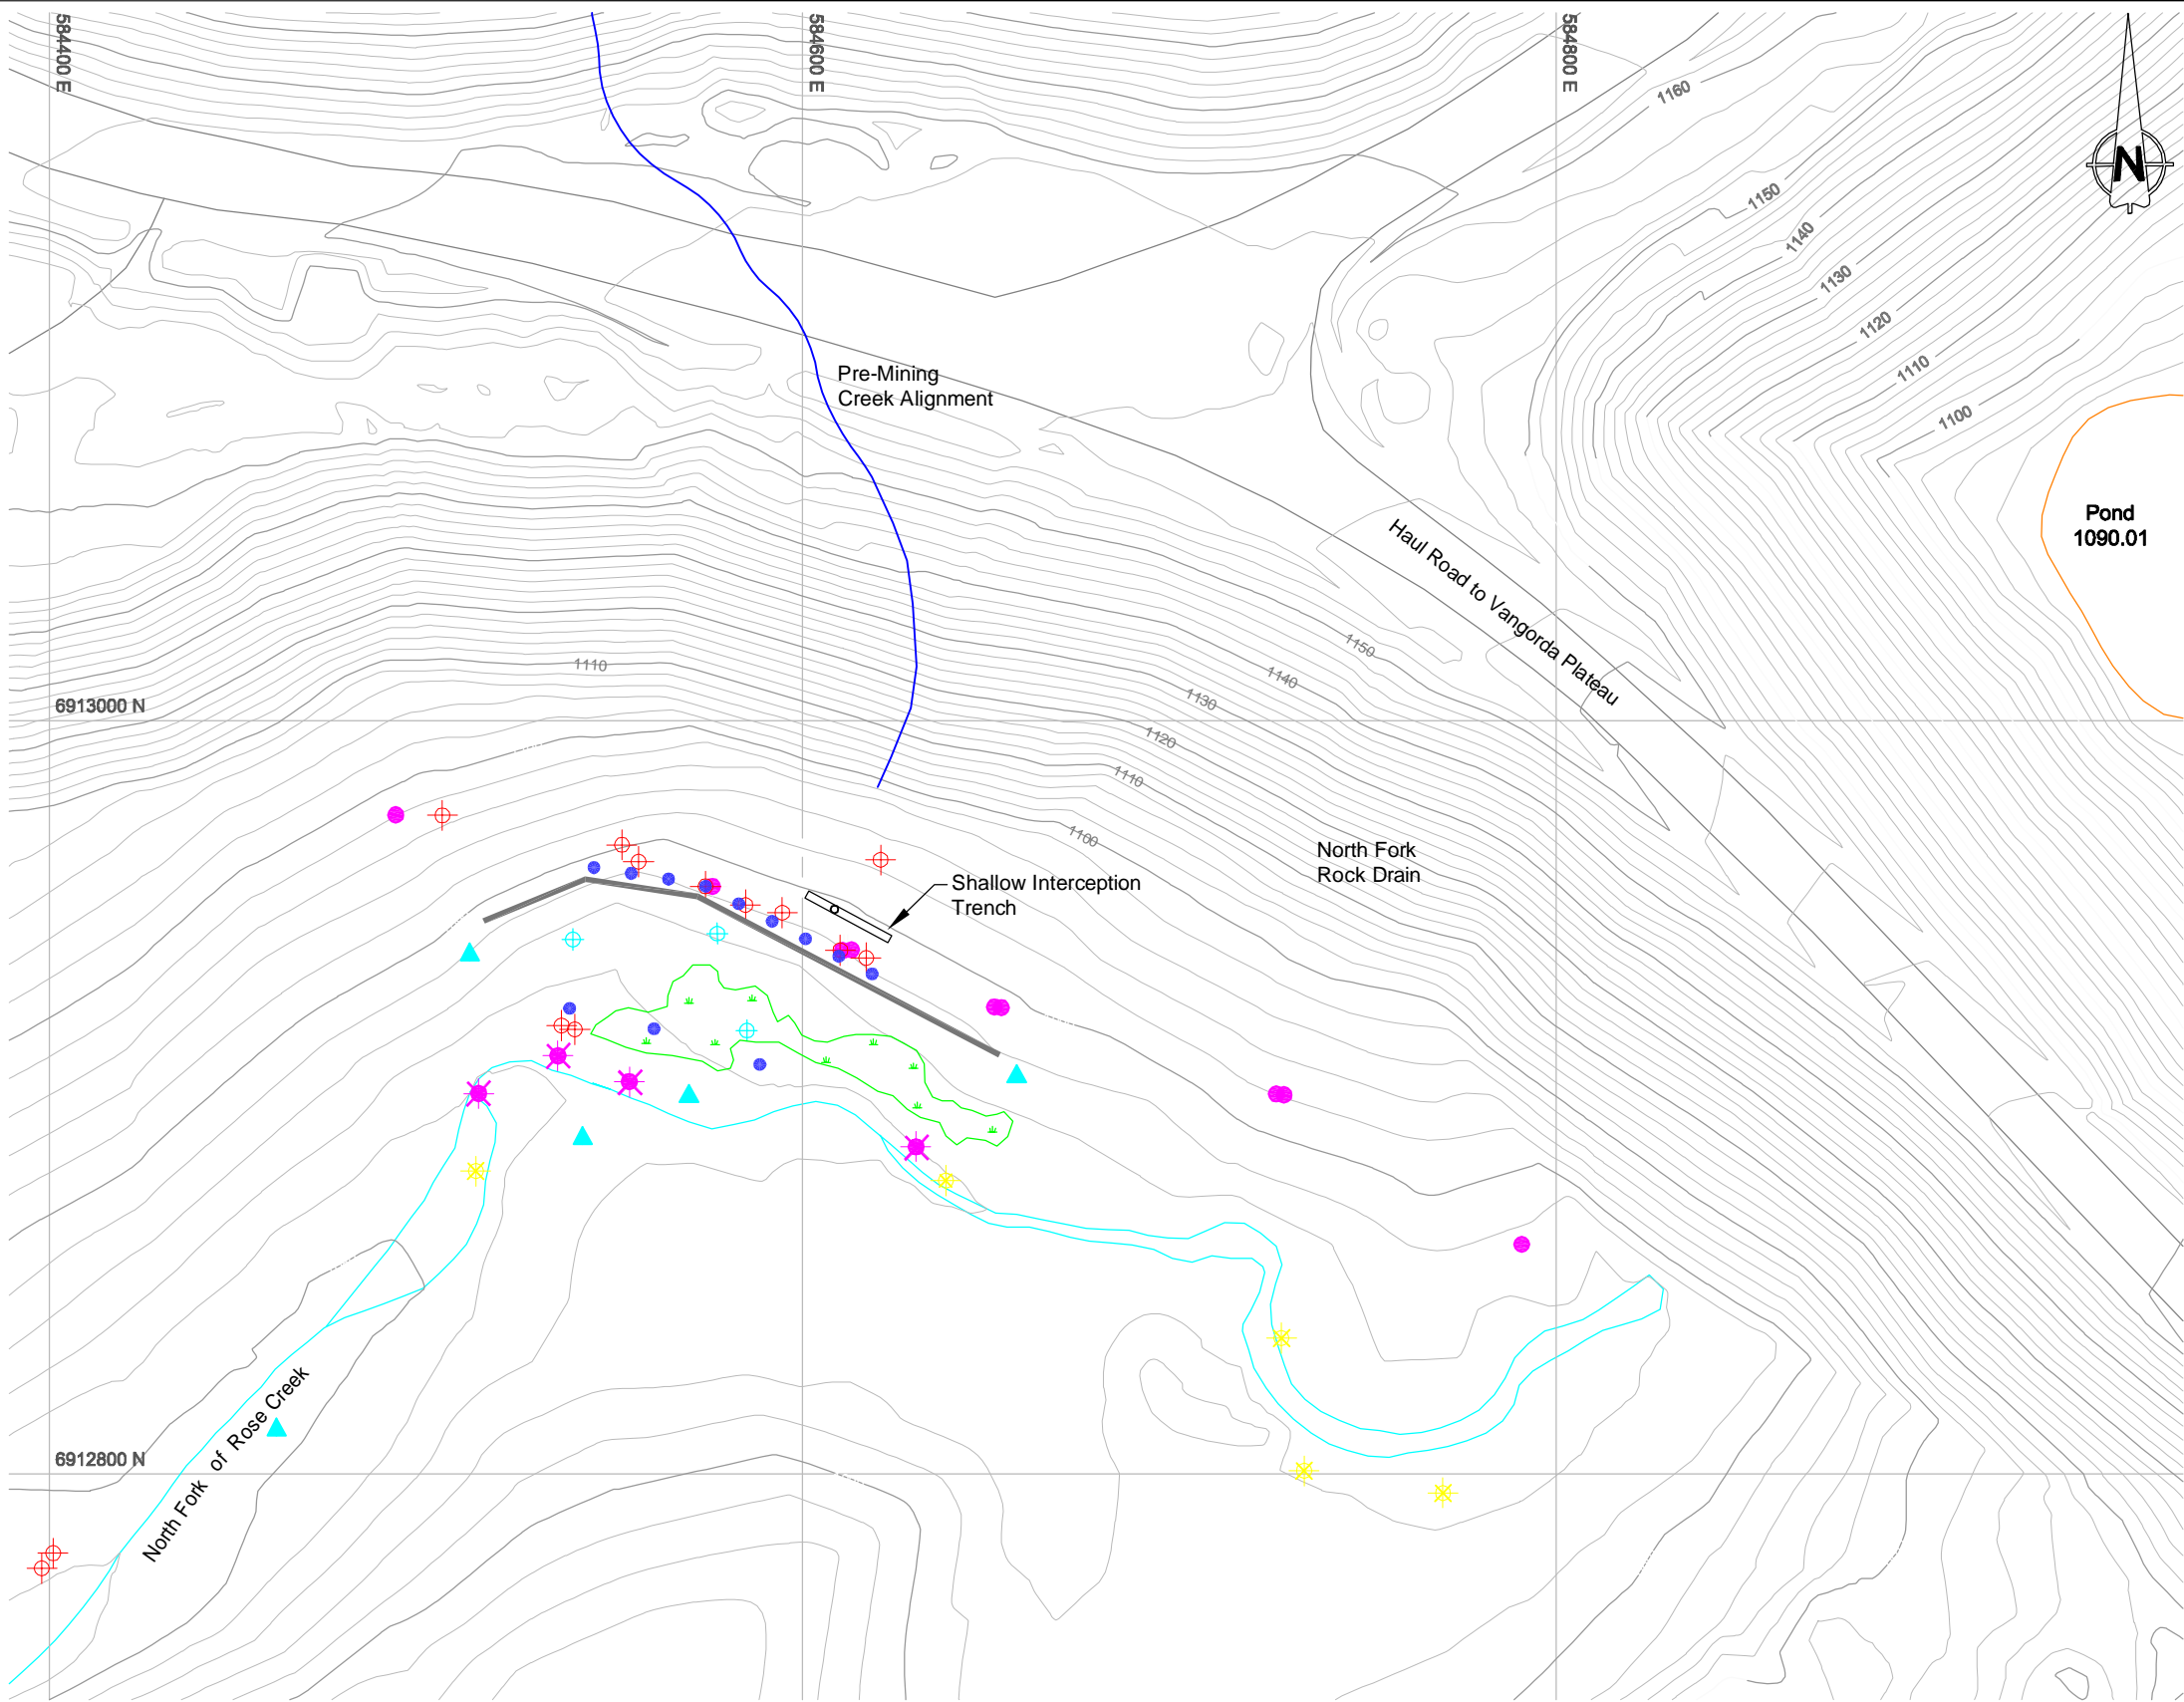 584400 E
584600 E
584800 E
1160
1150
1140
1130
1120
1110
1100
N
Pre-Mining
Creek Alignment
Pond
1090.01
Haul Road to Vangorda Plateau
1150
1140
1130
1120
1110
1100
1110
6913000 N
North Fork
Rock Drain
Shallow Interception
Trench
6912800 N
North Fork of Rose Creek